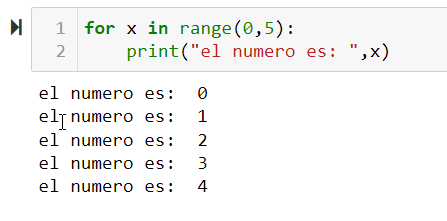 1 for x in range(0,5):
2     print("el numero es: ",x)
el numero es:  0
el numero es:  1
el numero es:  2
el numero es:  3
el numero es:  4